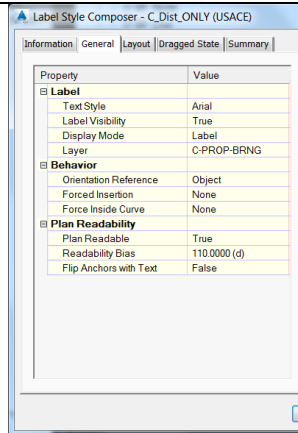 Label Style Composer - C_Dist_ONLY (USACE)
Information General Layout Dragged State Summary
Property Value
Label
Text Style Arial
Label Visibility True
Display Mode Label
Layer C-PROP-BRNG
Behavior
Orientation Reference Object
Forced Insertion None
Force Inside Curve None
Plan Readability
Plan Readable True
Readability Bias 110.0000 (d)
Flip Anchors with Text False